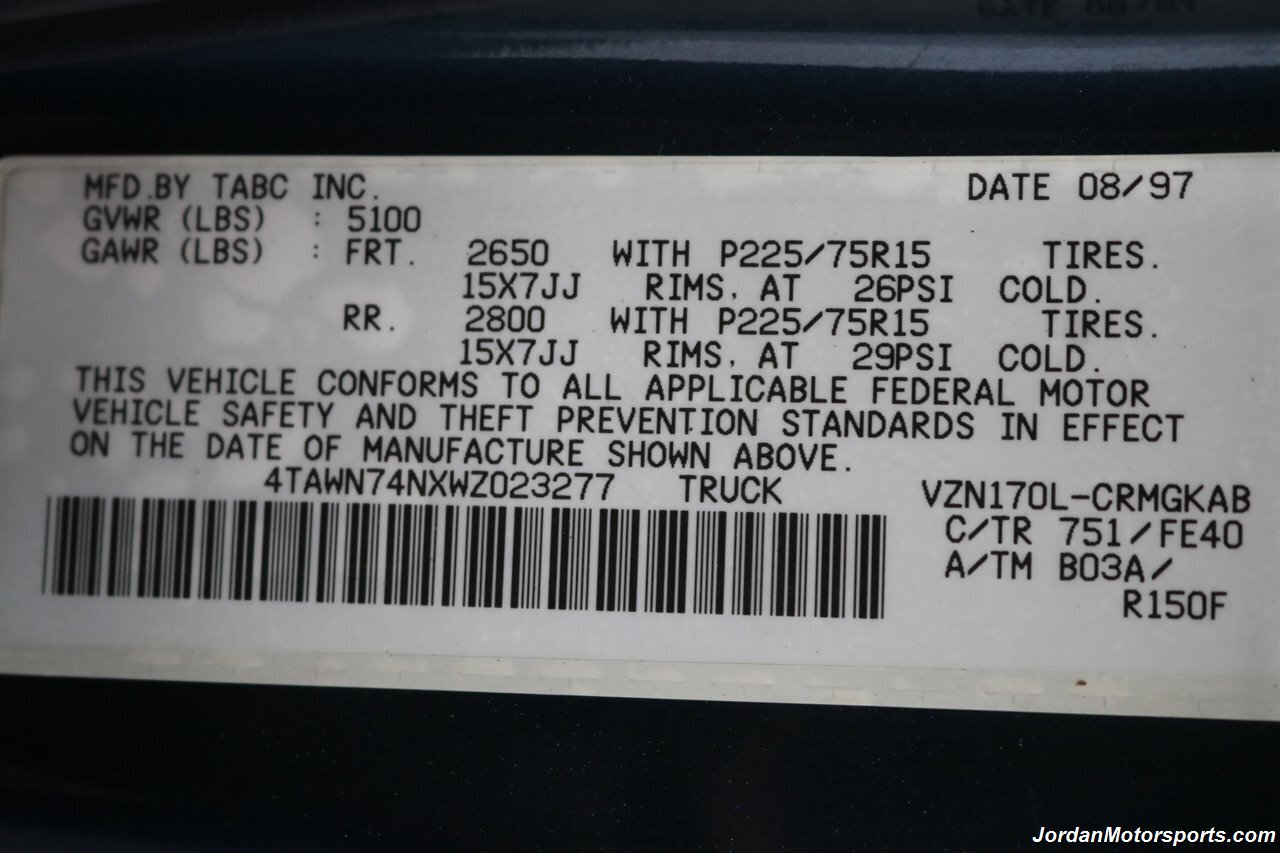 MFD.BY TABC INC. DATE 08/97
GVWR (LBS) : 5100
GAWR (LBS) : FRT. 2650 WITH P225/75R15 TIRES.
15X7JJ RIMS, AT 26PSI COLD.
RR. 2800 WITH P225/75R15 TIRES.
15X7JJ RIMS, AT 29PSI COLD.
THIS VEHICLE CONFORMS TO ALL APPLICABLE FEDERAL MOTOR
VEHICLE SAFETY AND THEFT PREVENTION STANDARDS IN EFFECT
ON THE DATE OF MANUFACTURE SHOWN ABOVE.
4TAWN74NXWZ023277 TRUCK VZN170L-CRMGKAB
C/TR 751/FE40
A/TM B03A/
R150F
JordanMotorsports.com